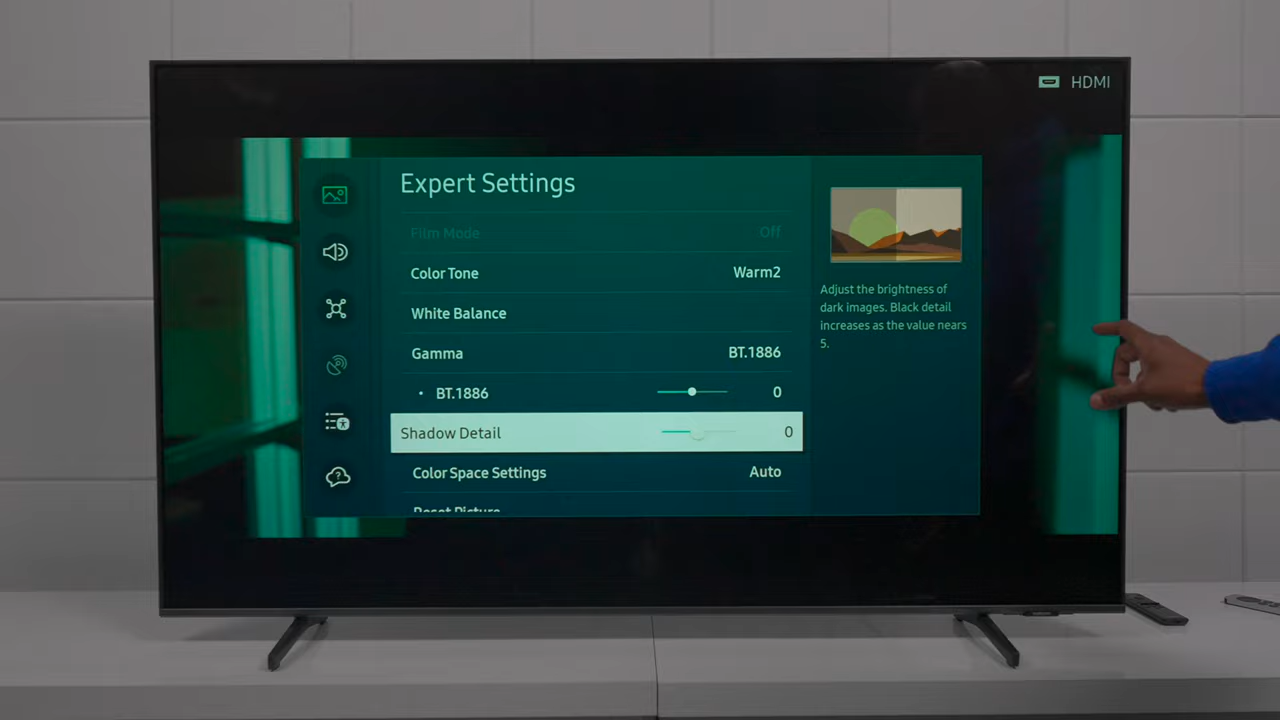 HDMI
Expert Settings
Film Mode Off
Color Tone Warm2
White Balance
Gamma BT.1886
• BT.1886 0
Shadow Detail 0
Color Space Settings Auto
Reset Picture
Adjust the brightness of
dark images. Black detail
increases as the value nears
5.